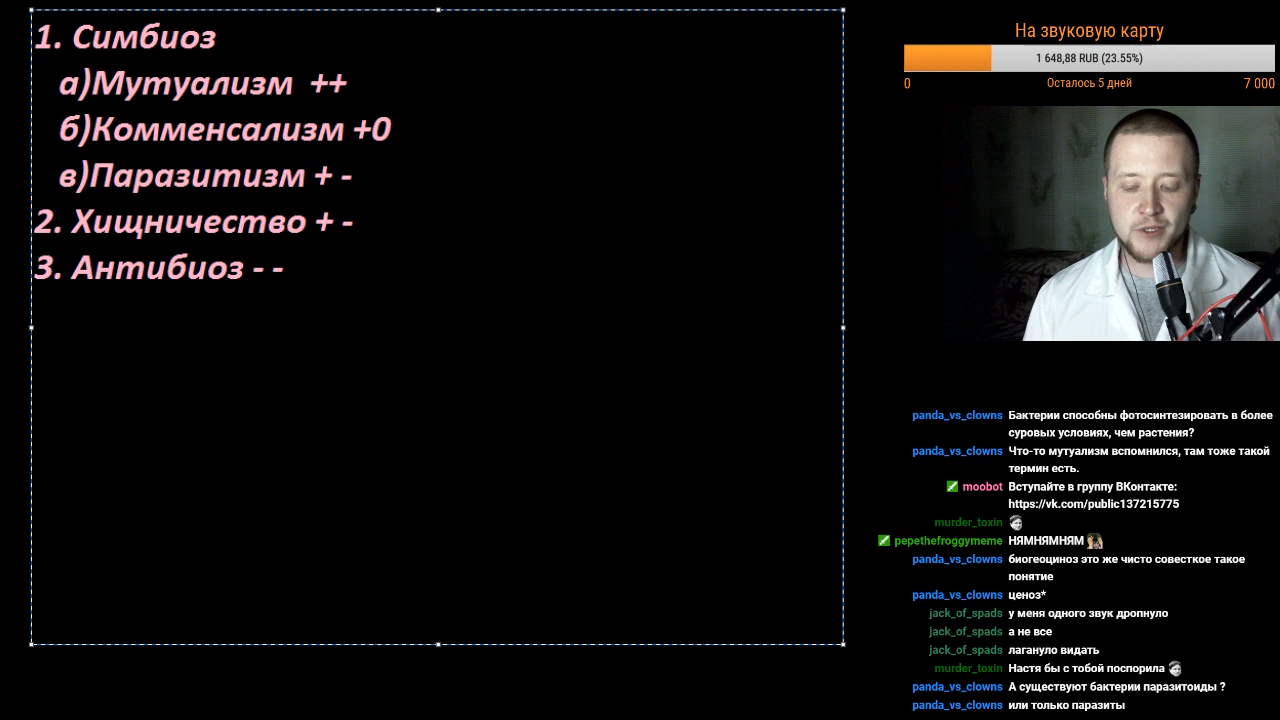 1. Симбиоз
а)Мутуализм ++
б)Комменсализм +0
в)Паразитизм + -
2. Хищничество + -
3. Антибиоз - -
На звуковую карту
1 648,88 RUB (23.55%)
0 Осталось 5 дней 7 000
panda_vs_clowns Бактерии способны фотосинтезировать в более
суровых условиях, чем растения?
panda_vs_clowns Что-то мутуализм вспомнился, там тоже такой
термин есть.
moobot Вступайте в группу ВКонтакте:
https://vk.com/public137215775
murder_toxin
pepethefroggymeme НЯМНЯМНЯМ
panda_vs_clowns биогеоциноз это же чисто совесткое такое
понятие
panda_vs_clowns ценоз*
jack_of_spads у меня одного звук дропнуло
jack_of_spads а не все
jack_of_spads лагануло видать
murder_toxin Настя бы с тобой поспорила
panda_vs_clowns А существуют бактерии паразитоиды ?
panda_vs_clowns или только паразиты